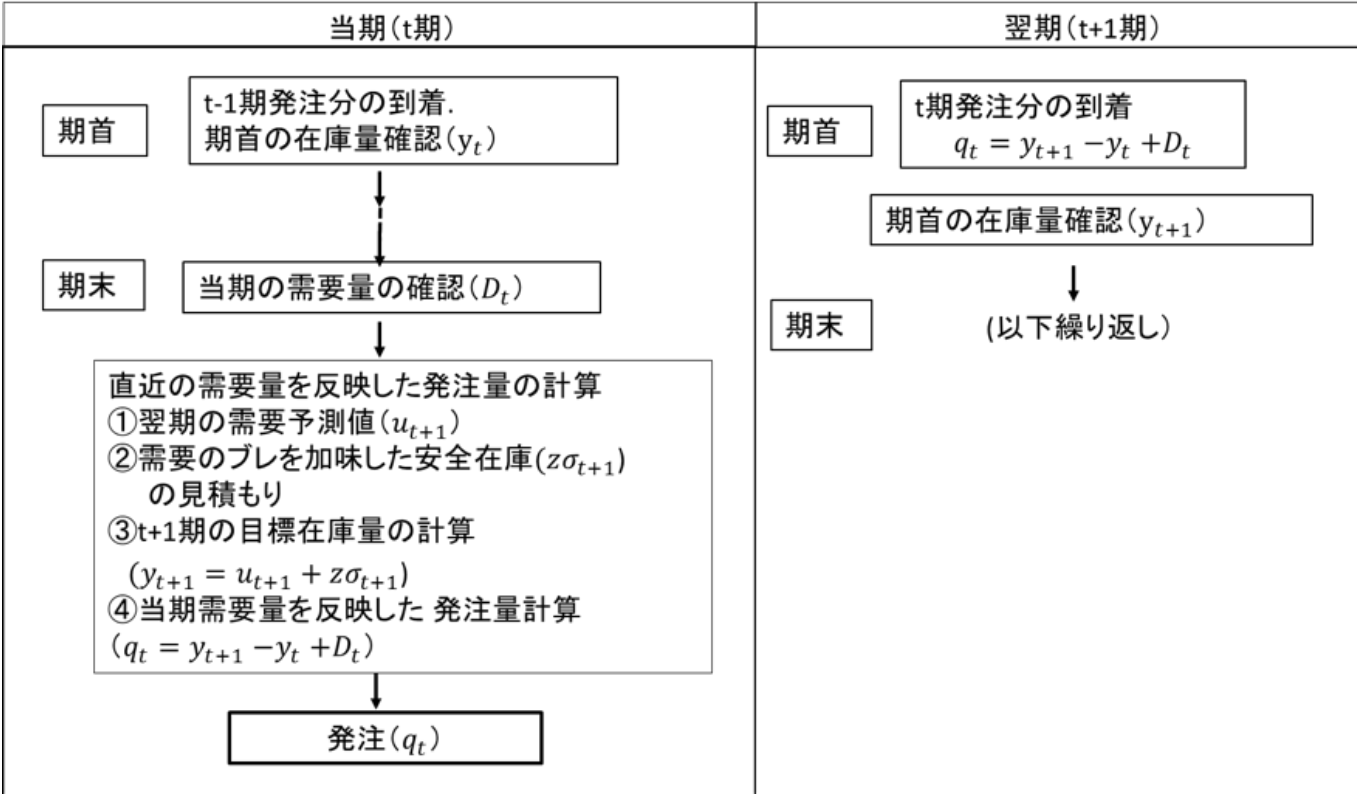 当期（t期）
期首
t-1期発注分の到着.
期首の在庫量確認（y_t）
期末
当期の需要量の確認（D_t）
直近の需要量を反映した発注量の計算
①翌期の需要予測値（u_{t+1}）
②需要のブレを加味した安全在庫(zσ_{t+1})
の見積もり
③t+1期の目標在庫量の計算
(y_{t+1} = u_{t+1} + zσ_{t+1})
④当期需要量を反映した 発注量計算
（q_t = y_{t+1} −y_t +D_t）
発注（q_t）
翌期（t+1期）
期首
t期発注分の到着
q_t = y_{t+1} −y_t +D_t
期首の在庫量確認（y_{t+1}）
期末
(以下繰り返し）